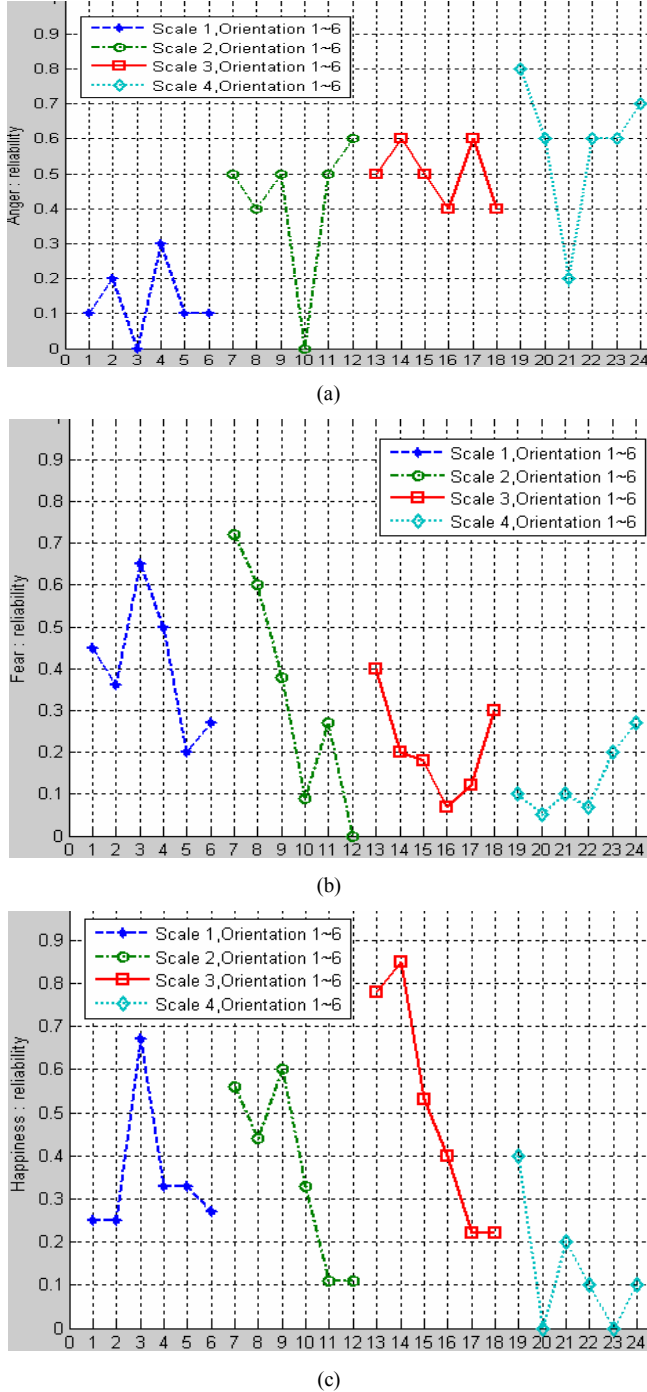 Scale 1,Orientation 1~6
Scale 2,Orientation 1~6
Scale 3,Orientation 1~6
Scale 4,Orientation 1~6
Anger : reliability
0.9
0.8
0.7
0.6
0.5
0.4
0.3
0.2
0.1
0
0 1 2 3 4 5 6 7 8 9 10 11 12 13 14 15 16 17 18 19 20 21 22 23 24
(a)
Scale 1,Orientation 1~6
Scale 2,Orientation 1~6
Scale 3,Orientation 1~6
Scale 4,Orientation 1~6
Fear : reliability
0.9
0.8
0.7
0.6
0.5
0.4
0.3
0.2
0.1
0
0 1 2 3 4 5 6 7 8 9 10 11 12 13 14 15 16 17 18 19 20 21 22 23 24
(b)
Scale 1,Orientation 1~6
Scale 2,Orientation 1~6
Scale 3,Orientation 1~6
Scale 4,Orientation 1~6
Happiness : reliability
0.9
0.8
0.7
0.6
0.5
0.4
0.3
0.2
0.1
0
0 1 2 3 4 5 6 7 8 9 10 11 12 13 14 15 16 17 18 19 20 21 22 23 24
(c)